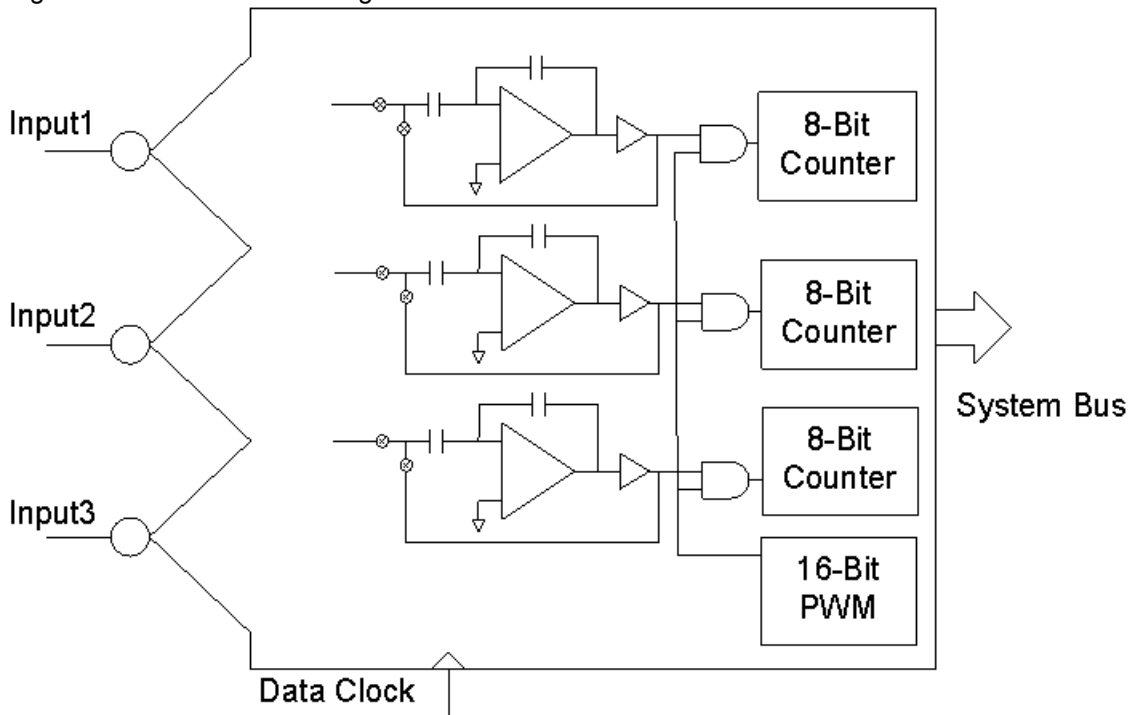 Input1
8-Bit
Counter
Input2
8-Bit
Counter
System Bus
8-Bit
Counter
Input3
16-Bit
PWM
Data Clock